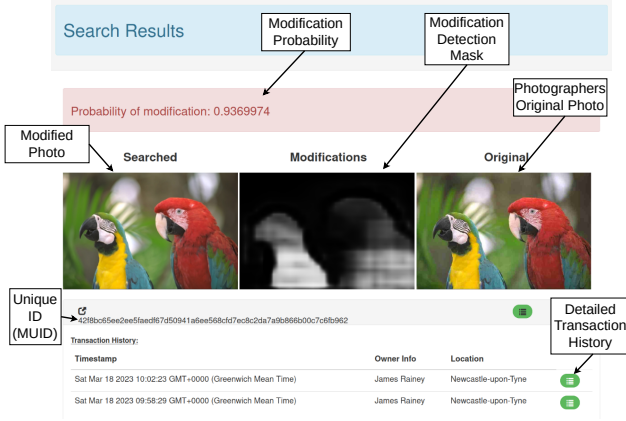 Search Results
Modification
Probability
Modification
Detection
Mask
Photographers
Original Photo
Probability of modification: 0.9369974
Modified
Photo
Searched
Modifications
Original
Unique
ID
(MUID)
42f8bc65ee2ee5faedf67d50941a6ee568cfd7ec8c2da7a9b866b00c7c6fb962
Detailed
Transaction
History
Transaction History:
Timestamp Owner Info Location
Sat Mar 18 2023 10:02:23 GMT+0000 (Greenwich Mean Time) James Rainey Newcastle-upon-Tyne
Sat Mar 18 2023 09:58:29 GMT+0000 (Greenwich Mean Time) James Rainey Newcastle-upon-Tyne